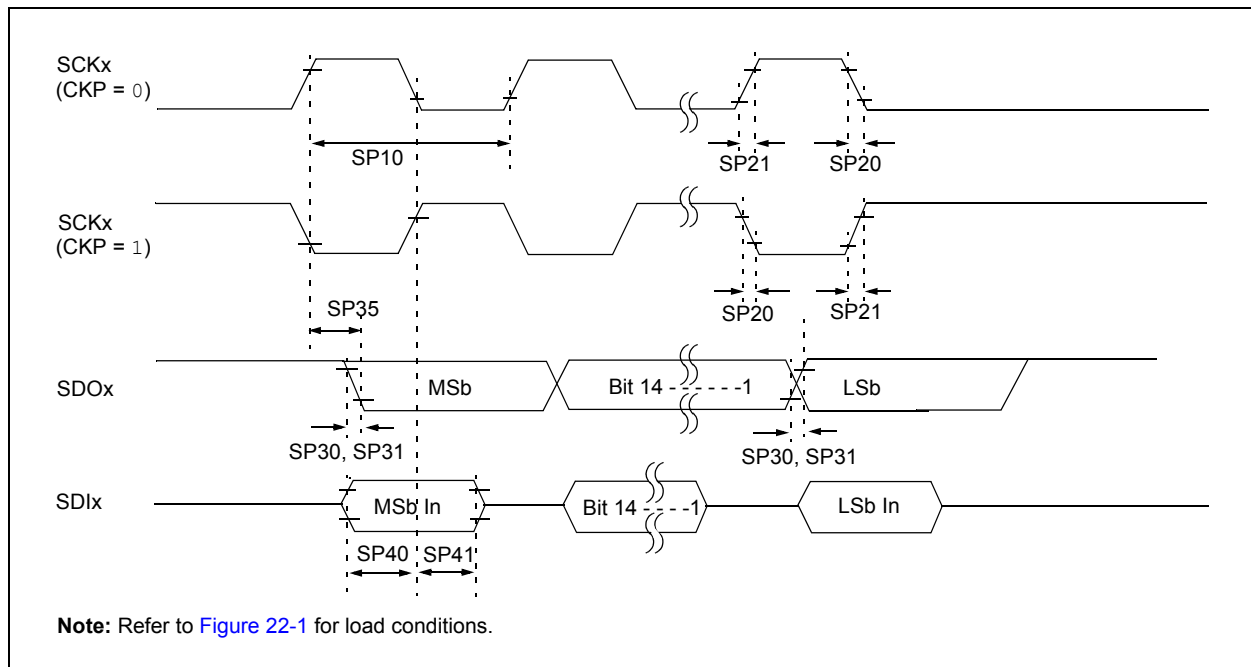 SCKx
(CKP = 0)
SP10
SP21
SP20
SCKx
(CKP = 1)
SP35
SP20
SP21
SDOx
MSb
Bit 14 - - - - - -1
LSb
SP30, SP31
SP30, SP31
SDIx
MSb In
Bit 14 - - - -1
LSb In
SP40
SP41
Note: Refer to Figure 22-1 for load conditions.